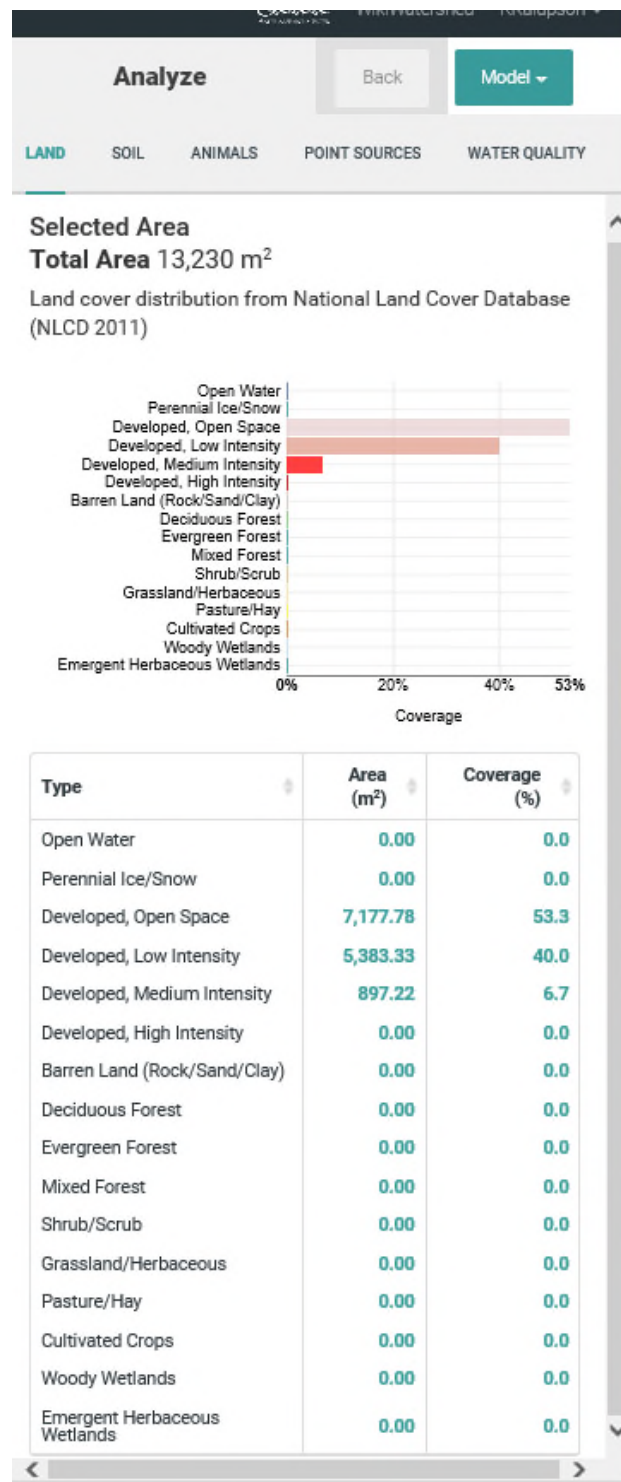 WikiWatershed
Analyze
Back
Model
LAND SOIL ANIMALS POINT SOURCES WATER QUALITY
Selected Area
Total Area 13,230 m²
Land cover distribution from National Land Cover Database
(NLCD 2011)
Open Water
Perennial Ice/Snow
Developed, Open Space
Developed, Low Intensity
Developed, Medium Intensity
Developed, High Intensity
Barren Land (Rock/Sand/Clay)
Deciduous Forest
Evergreen Forest
Mixed Forest
Shrub/Scrub
Grassland/Herbaceous
Pasture/Hay
Cultivated Crops
Woody Wetlands
Emergent Herbaceous Wetlands
0% 20% 40% 53%
Coverage
Type Area (m²) Coverage (%)
Open Water 0.00 0.0
Perennial Ice/Snow 0.00 0.0
Developed, Open Space 7,177.78 53.3
Developed, Low Intensity 5,383.33 40.0
Developed, Medium Intensity 897.22 6.7
Developed, High Intensity 0.00 0.0
Barren Land (Rock/Sand/Clay) 0.00 0.0
Deciduous Forest 0.00 0.0
Evergreen Forest 0.00 0.0
Mixed Forest 0.00 0.0
Shrub/Scrub 0.00 0.0
Grassland/Herbaceous 0.00 0.0
Pasture/Hay 0.00 0.0
Cultivated Crops 0.00 0.0
Woody Wetlands 0.00 0.0
Emergent Herbaceous
Wetlands 0.00 0.0